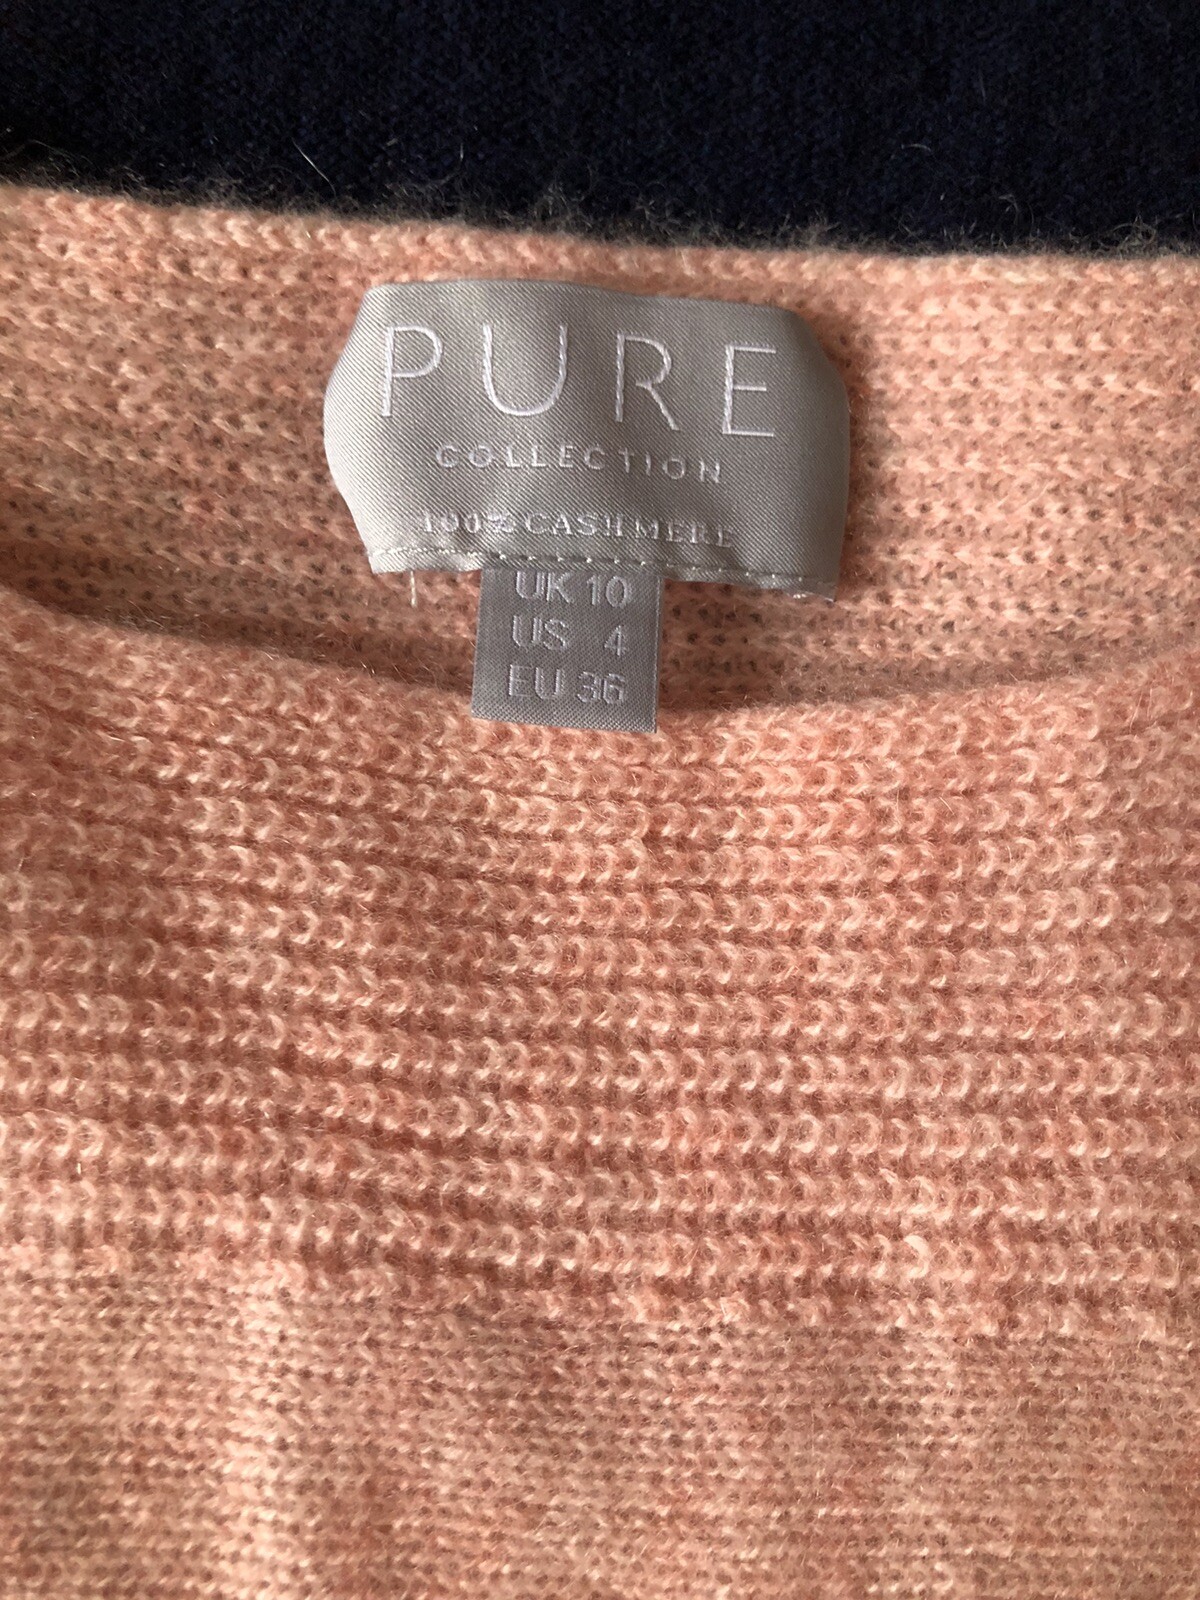 PURE
COLLECTION
100% CASHMERE
UK 10
US 4
EU 36